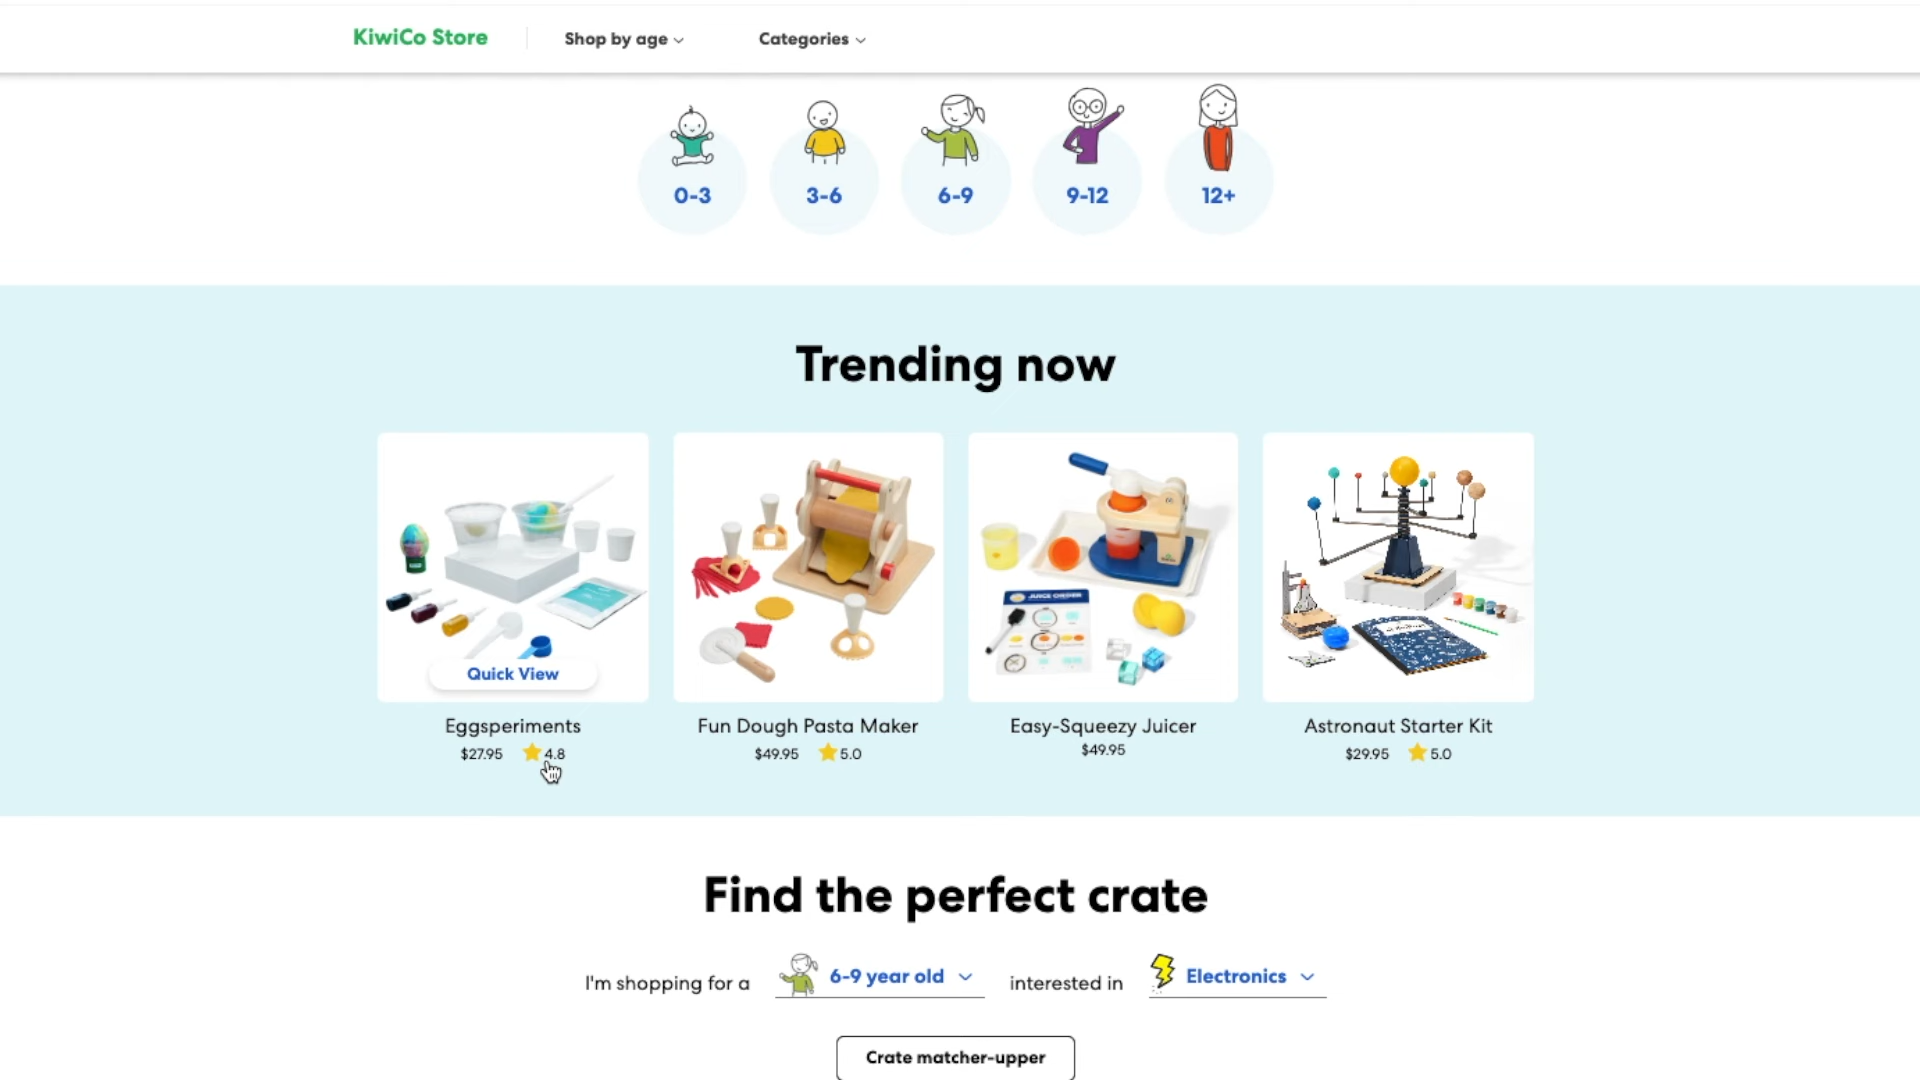 KiwiCo Store
Shop by age
Categories
0-3
3-6
6-9
9-12
12+
Trending now
Quick View
JUICE ORDER
Eggsperiments
$27.95 4.8
Fun Dough Pasta Maker
$49.95 5.0
Easy-Squeezy Juicer
$49.95
Astronaut Starter Kit
$29.95 5.0
Find the perfect crate
I'm shopping for a 6-9 year old interested in Electronics
Crate matcher-upper